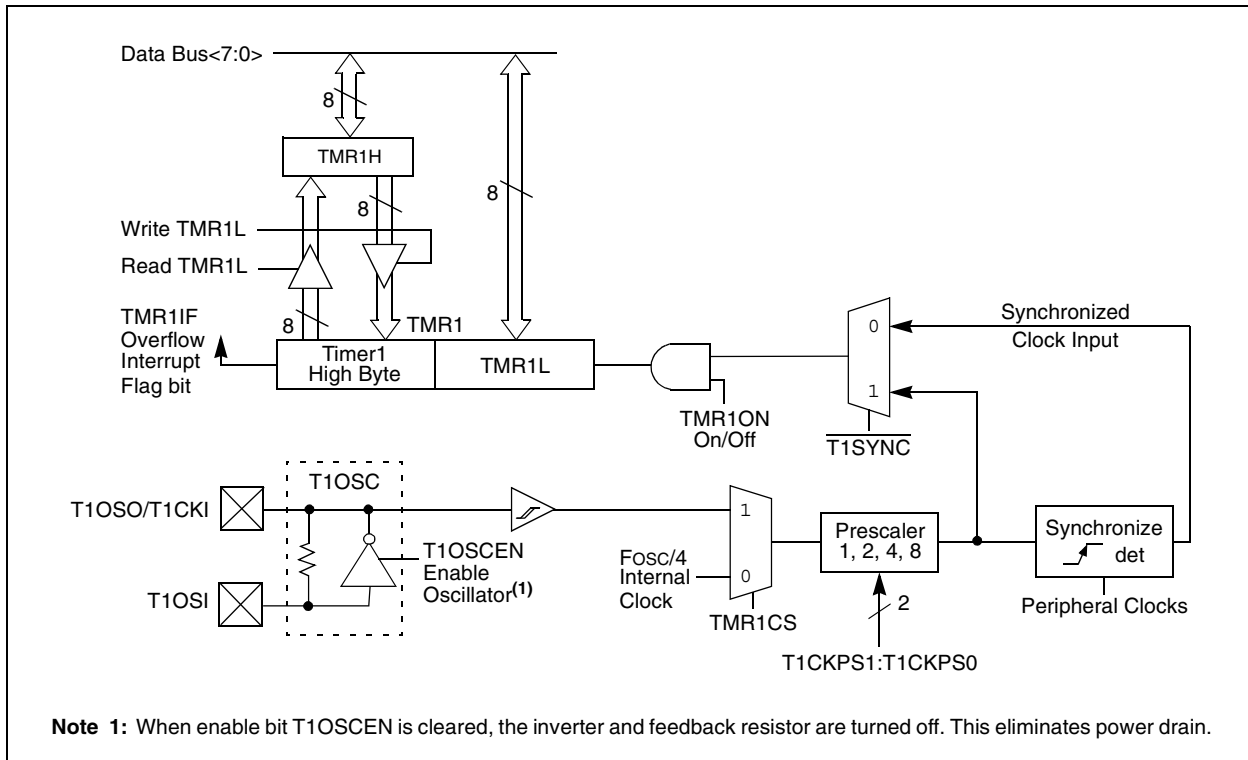 Data Bus<7:0>
8
TMR1H
8
8
Write TMR1L
Read TMR1L
8
TMR1IF
Overflow
Interrupt
Flag bit
TMR1
Timer1
High Byte
TMR1L
TMR1ON
On/Off
0
1
T1SYNC
Synchronized
Clock Input
T1OSC
T1OSO/T1CKI
T1OSI
T1OSCEN
Enable
Oscillator(1)
FOSC/4
Internal
Clock
1
0
TMR1CS
Prescaler
1, 2, 4, 8
2
T1CKPS1:T1CKPS0
Synchronize
det
Peripheral Clocks
Note 1: When enable bit T1OSCEN is cleared, the inverter and feedback resistor are turned off. This eliminates power drain.